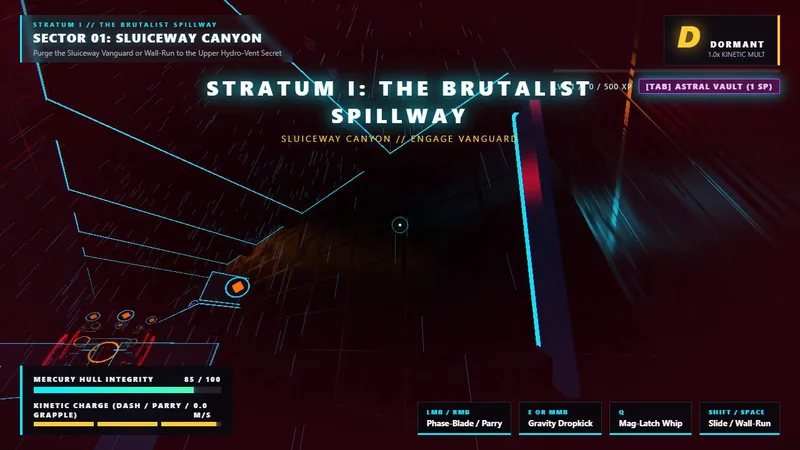 STRATUM I // THE BRUTALIST SPILLWAY
SECTOR 01: SLUICEWAY CANYON
Purge the Sluiceway Vanguard or Wall-Run to the Upper Hydro-Vent Secret
D DORMANT
1.0x KINETIC MULT
0 / 500 XP
[TAB] ASTRAL VAULT (1 SP)
STRATUM I: THE BRUTALIST
SPILLWAY
SLUICEWAY CANYON // ENGAGE VANGUARD
MERCURY HULL INTEGRITY 85 / 100
KINETIC CHARGE (DASH / PARRY / 0.0
GRAPPLE) M/S
LMB / RMB
Phase-Blade / Parry
E OR MMB
Gravity Dropkick
Q
Mag-Latch Whip
SHIFT / SPACE
Slide / Wall-Run